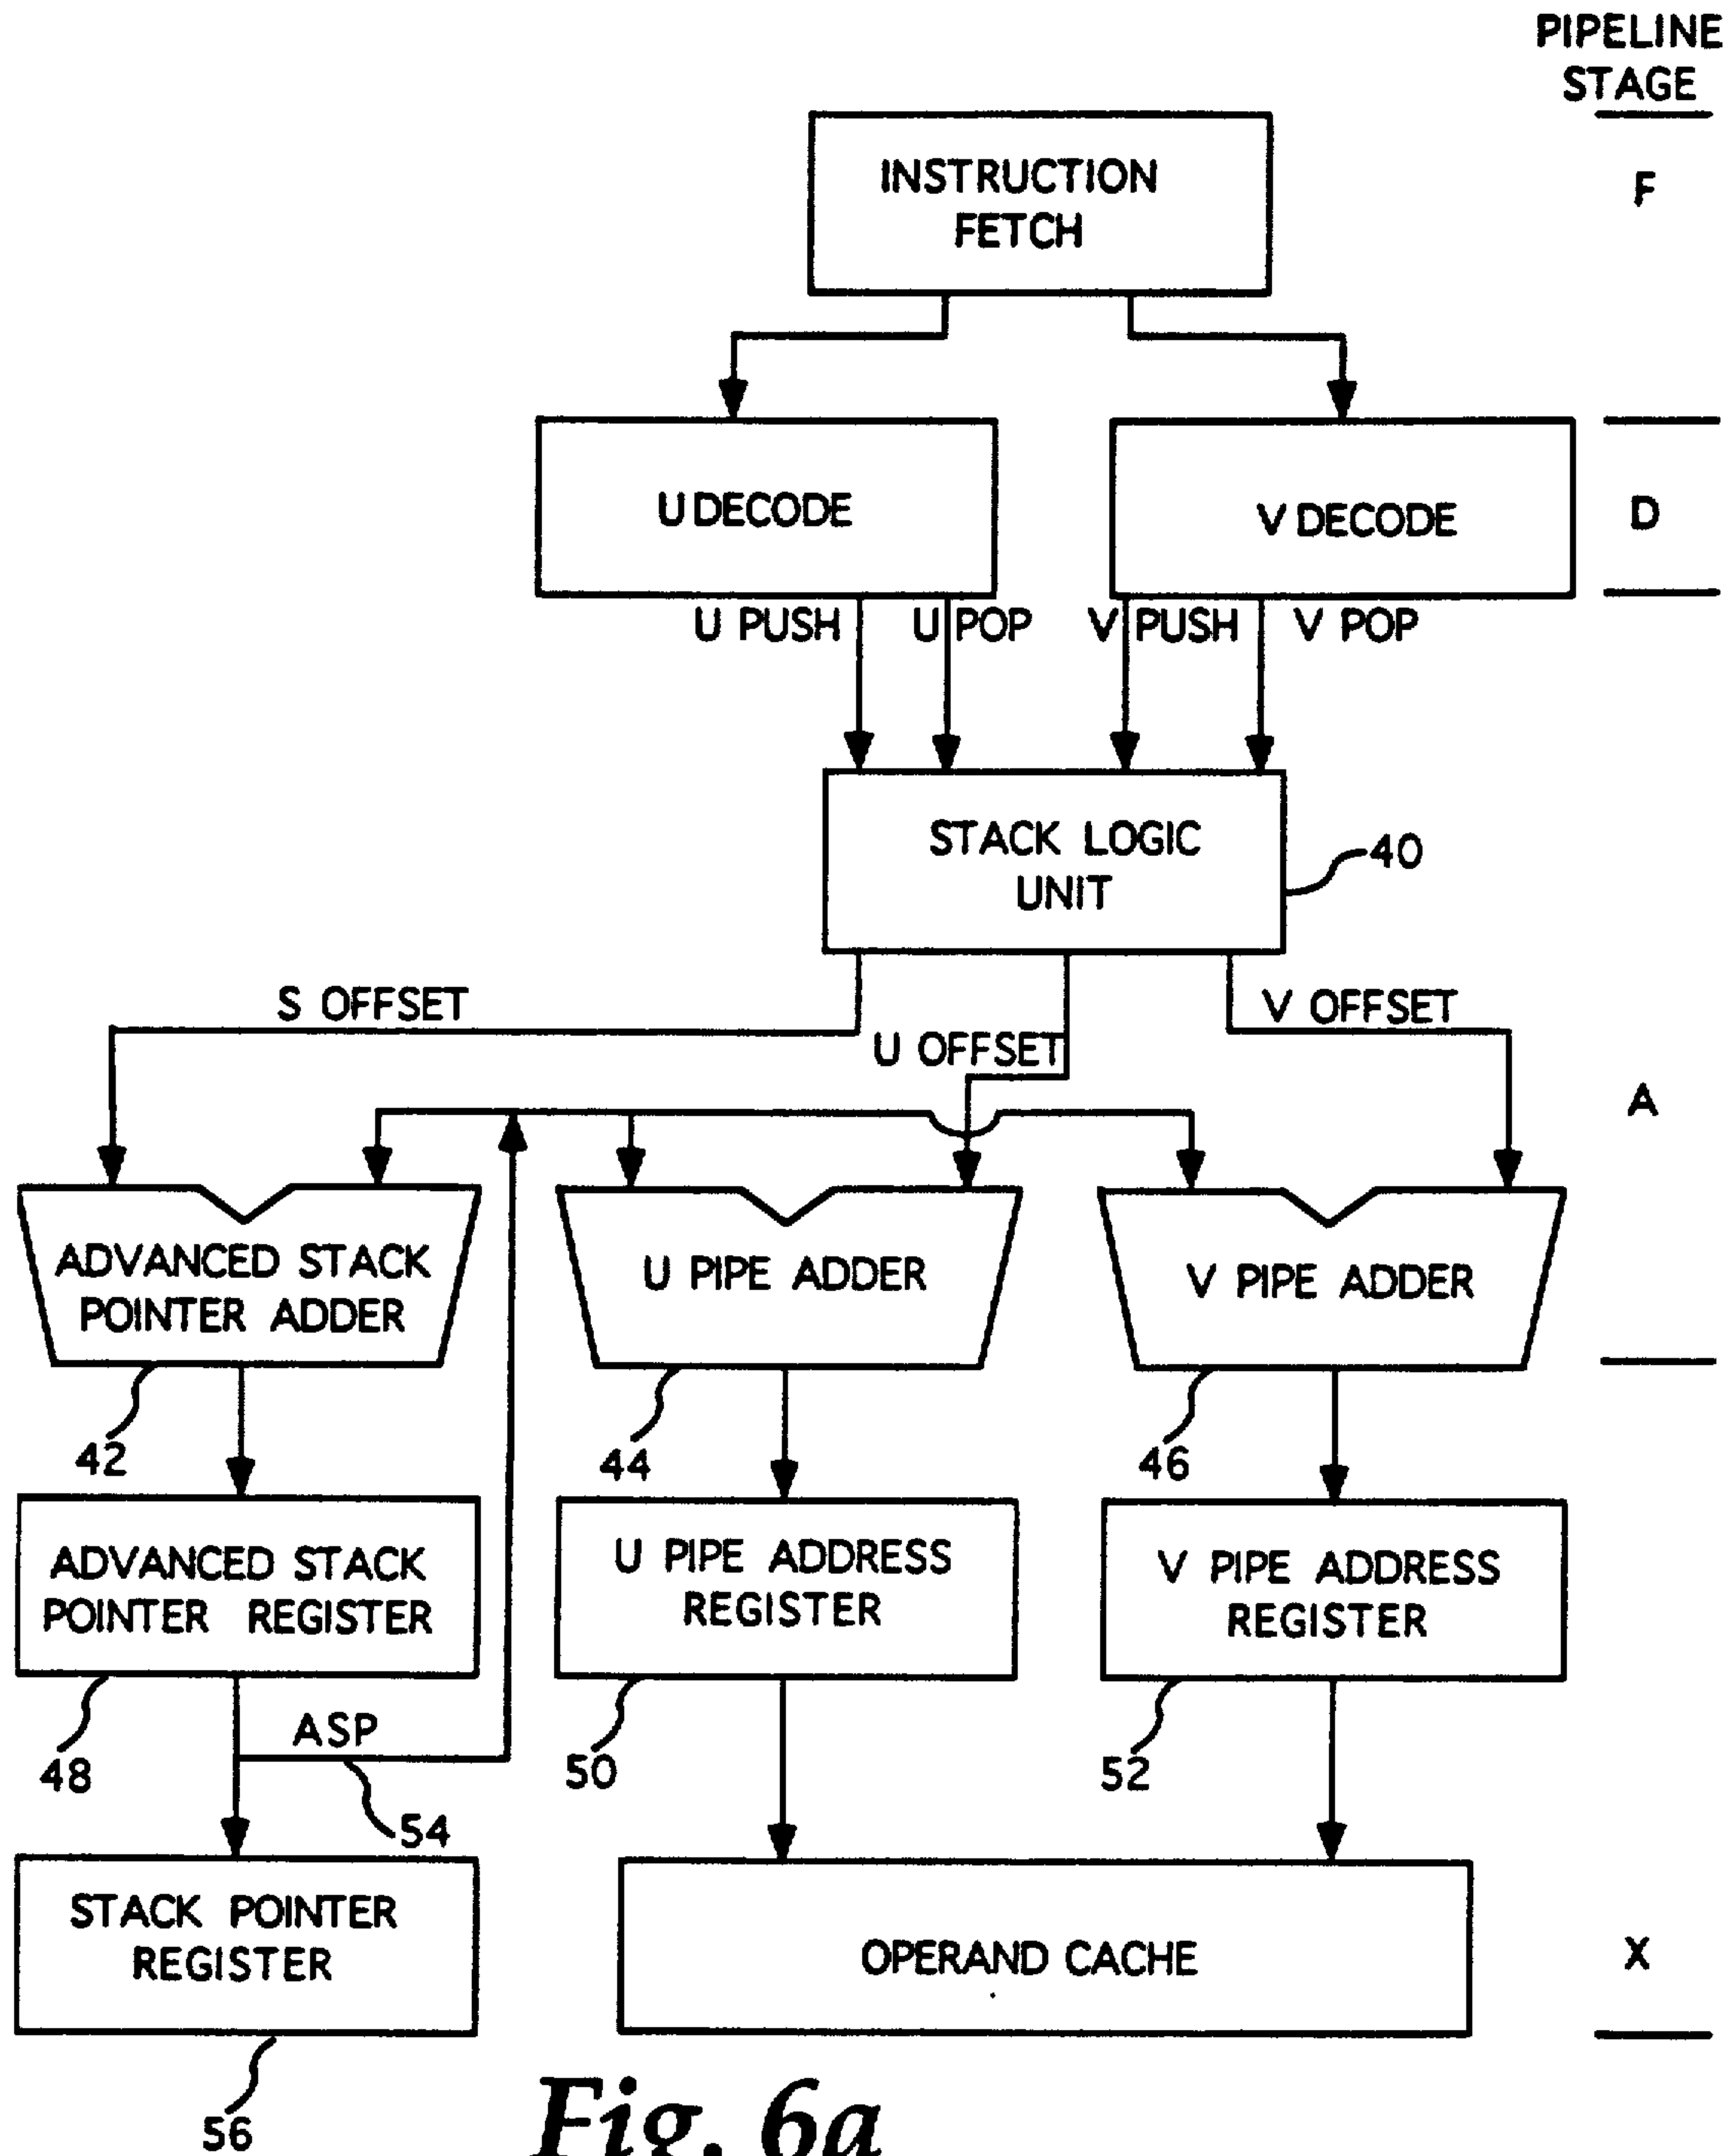 PIPELINE
STAGE
INSTRUCTION
FETCH
F
U DECODE
V DECODE
D
U PUSH
U POP
V PUSH
V POP
STACK LOGIC
UNIT
40
S OFFSET
U OFFSET
V OFFSET
A
ADVANCED STACK
POINTER ADDER
U PIPE ADDER
V PIPE ADDER
42
44
46
ADVANCED STACK
POINTER REGISTER
U PIPE ADDRESS
REGISTER
V PIPE ADDRESS
REGISTER
48
ASP
54
50
52
STACK POINTER
REGISTER
OPERAND CACHE
X
56
Fig. 6a